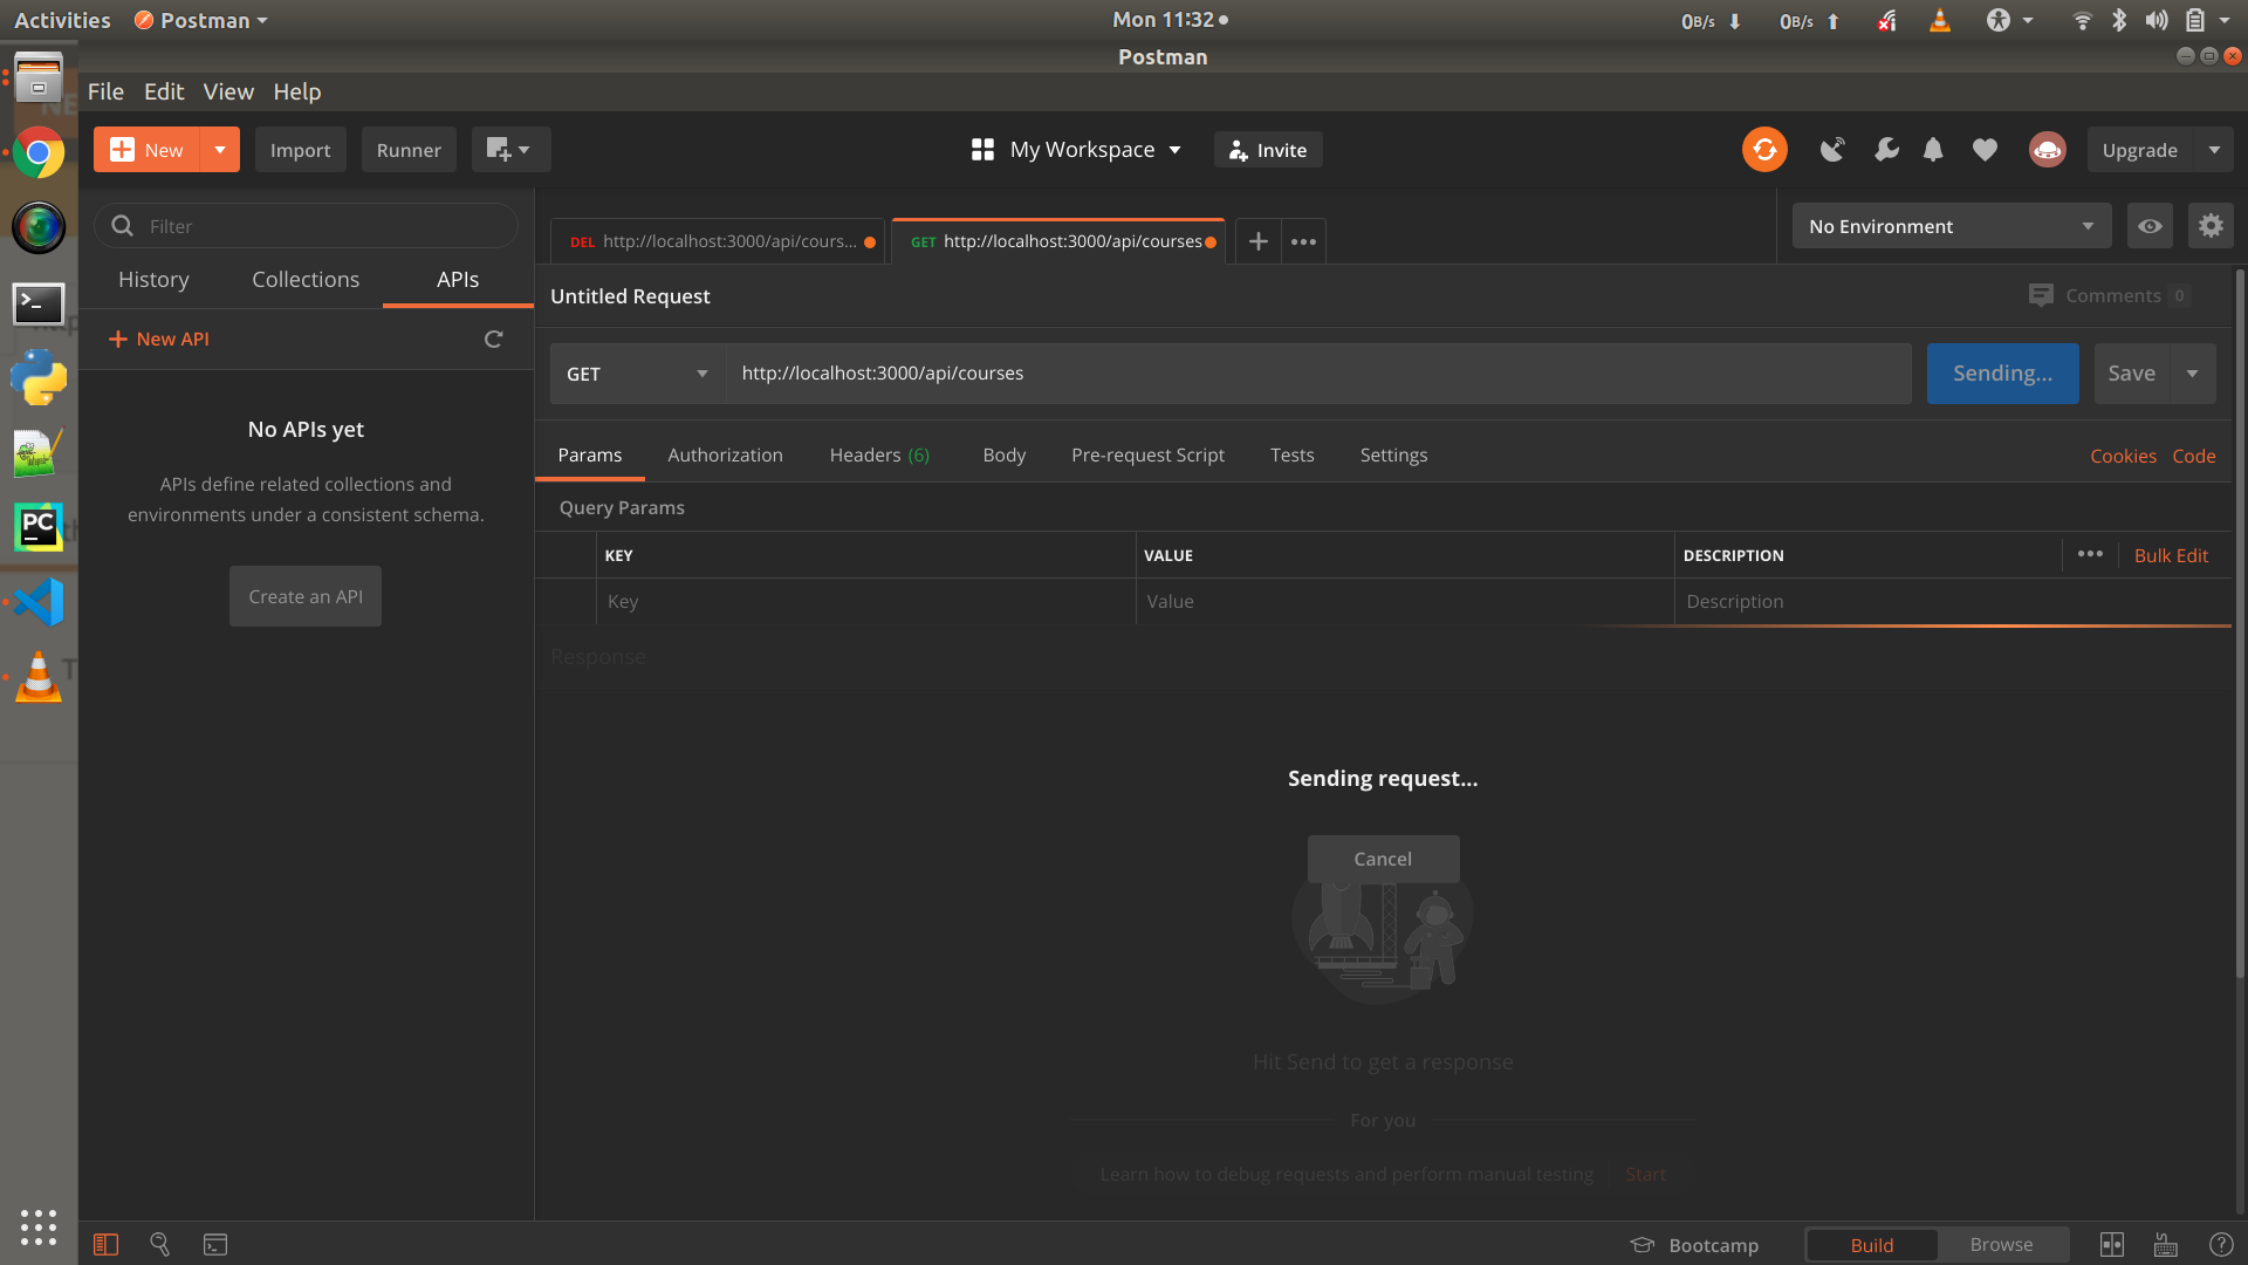 Activities Postman Mon 11:32 0B/s 0B/s
Postman
File Edit View Help
New Import Runner My Workspace Invite Upgrade
Filter
DEL http://localhost:3000/api/cours... GET http://localhost:3000/api/courses No Environment
History Collections APIs
Untitled Request Comments 0
New API
GET http://localhost:3000/api/courses Sending... Save
No APIs yet
Params Authorization Headers (6) Body Pre-request Script Tests Settings Cookies Code
APIs define related collections and
environments under a consistent schema.
Query Params
KEY VALUE DESCRIPTION Bulk Edit
Create an API
Key Value Description
Response
Sending request...
Cancel
Hit Send to get a response
For you
Learn how to debug requests and perform manual testing Start
Bootcamp Build Browse
PC